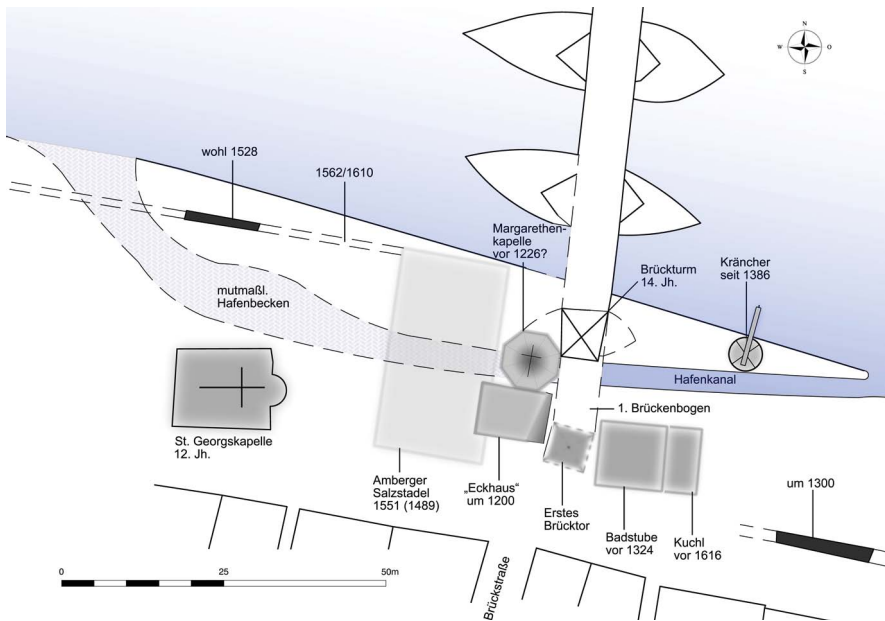 N
W
O
S
wohl 1528
1562/1610
Margarethen-
kapelle
vor 1226?
Brückturm
14. Jh.
Kräncher
seit 1386
mutmaßl.
Hafenbecken
Hafenkanal
1. Brückenbogen
St. Georgskapelle
12. Jh.
Amberger
Salzstadel
1551 (1489)
„Eckhaus“
um 1200
Erstes
Brücktor
Badstube
vor 1324
Kuchl
vor 1616
um 1300
Brückstraße
0
25
50m